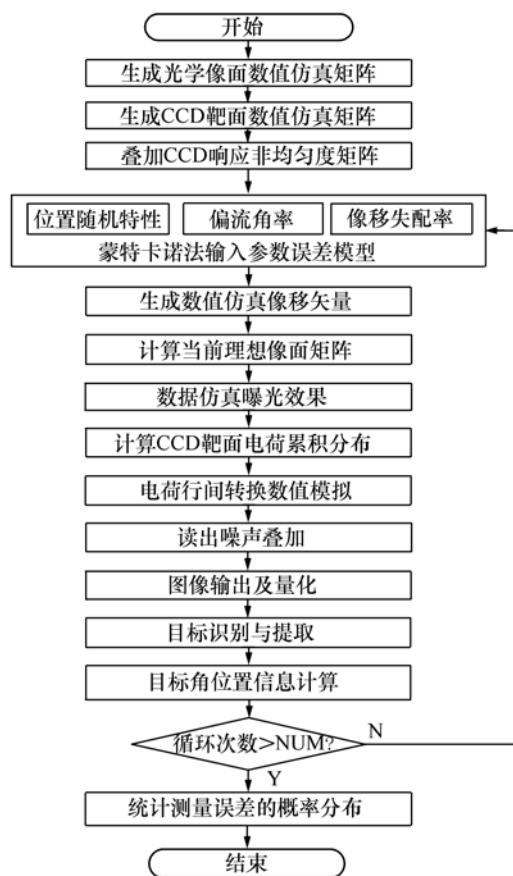 开始
生成光学像面数值仿真矩阵
生成CCD靶面数值仿真矩阵
叠加CCD响应非均匀度矩阵
位置随机特性 偏流角率 像移失配率
蒙特卡诺法输入参数误差模型
生成数值仿真像移矢量
计算当前理想像面矩阵
数据仿真曝光效果
计算CCD靶面电荷累积分布
电荷行间转换数值模拟
读出噪声叠加
图像输出及量化
目标识别与提取
目标角位置信息计算
循环次数>NUM? N
Y
统计测量误差的概率分布
结束